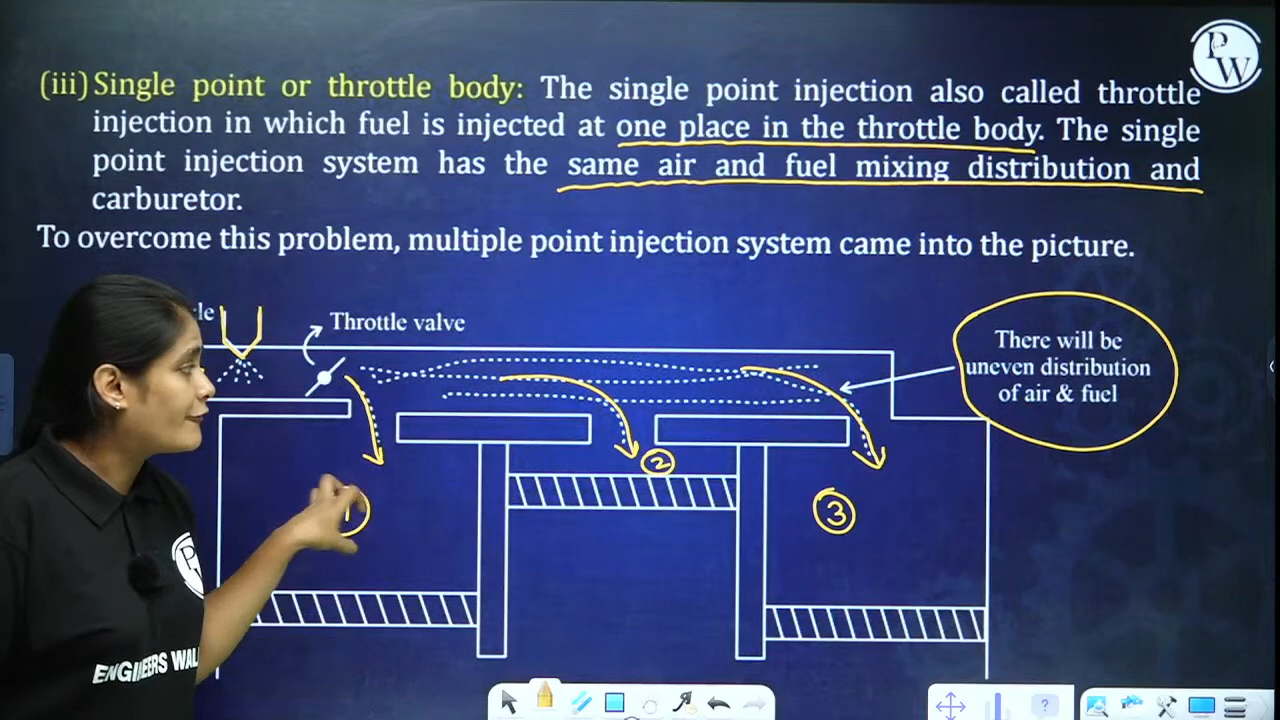 PW
(iii) Single point or throttle body: The single point injection also called throttle
injection in which fuel is injected at one place in the throttle body. The single
point injection system has the same air and fuel mixing distribution and
carburetor.
To overcome this problem, multiple point injection system came into the picture.
Throttle valve
There will be
uneven distribution
of air & fuel
1
2
3
?